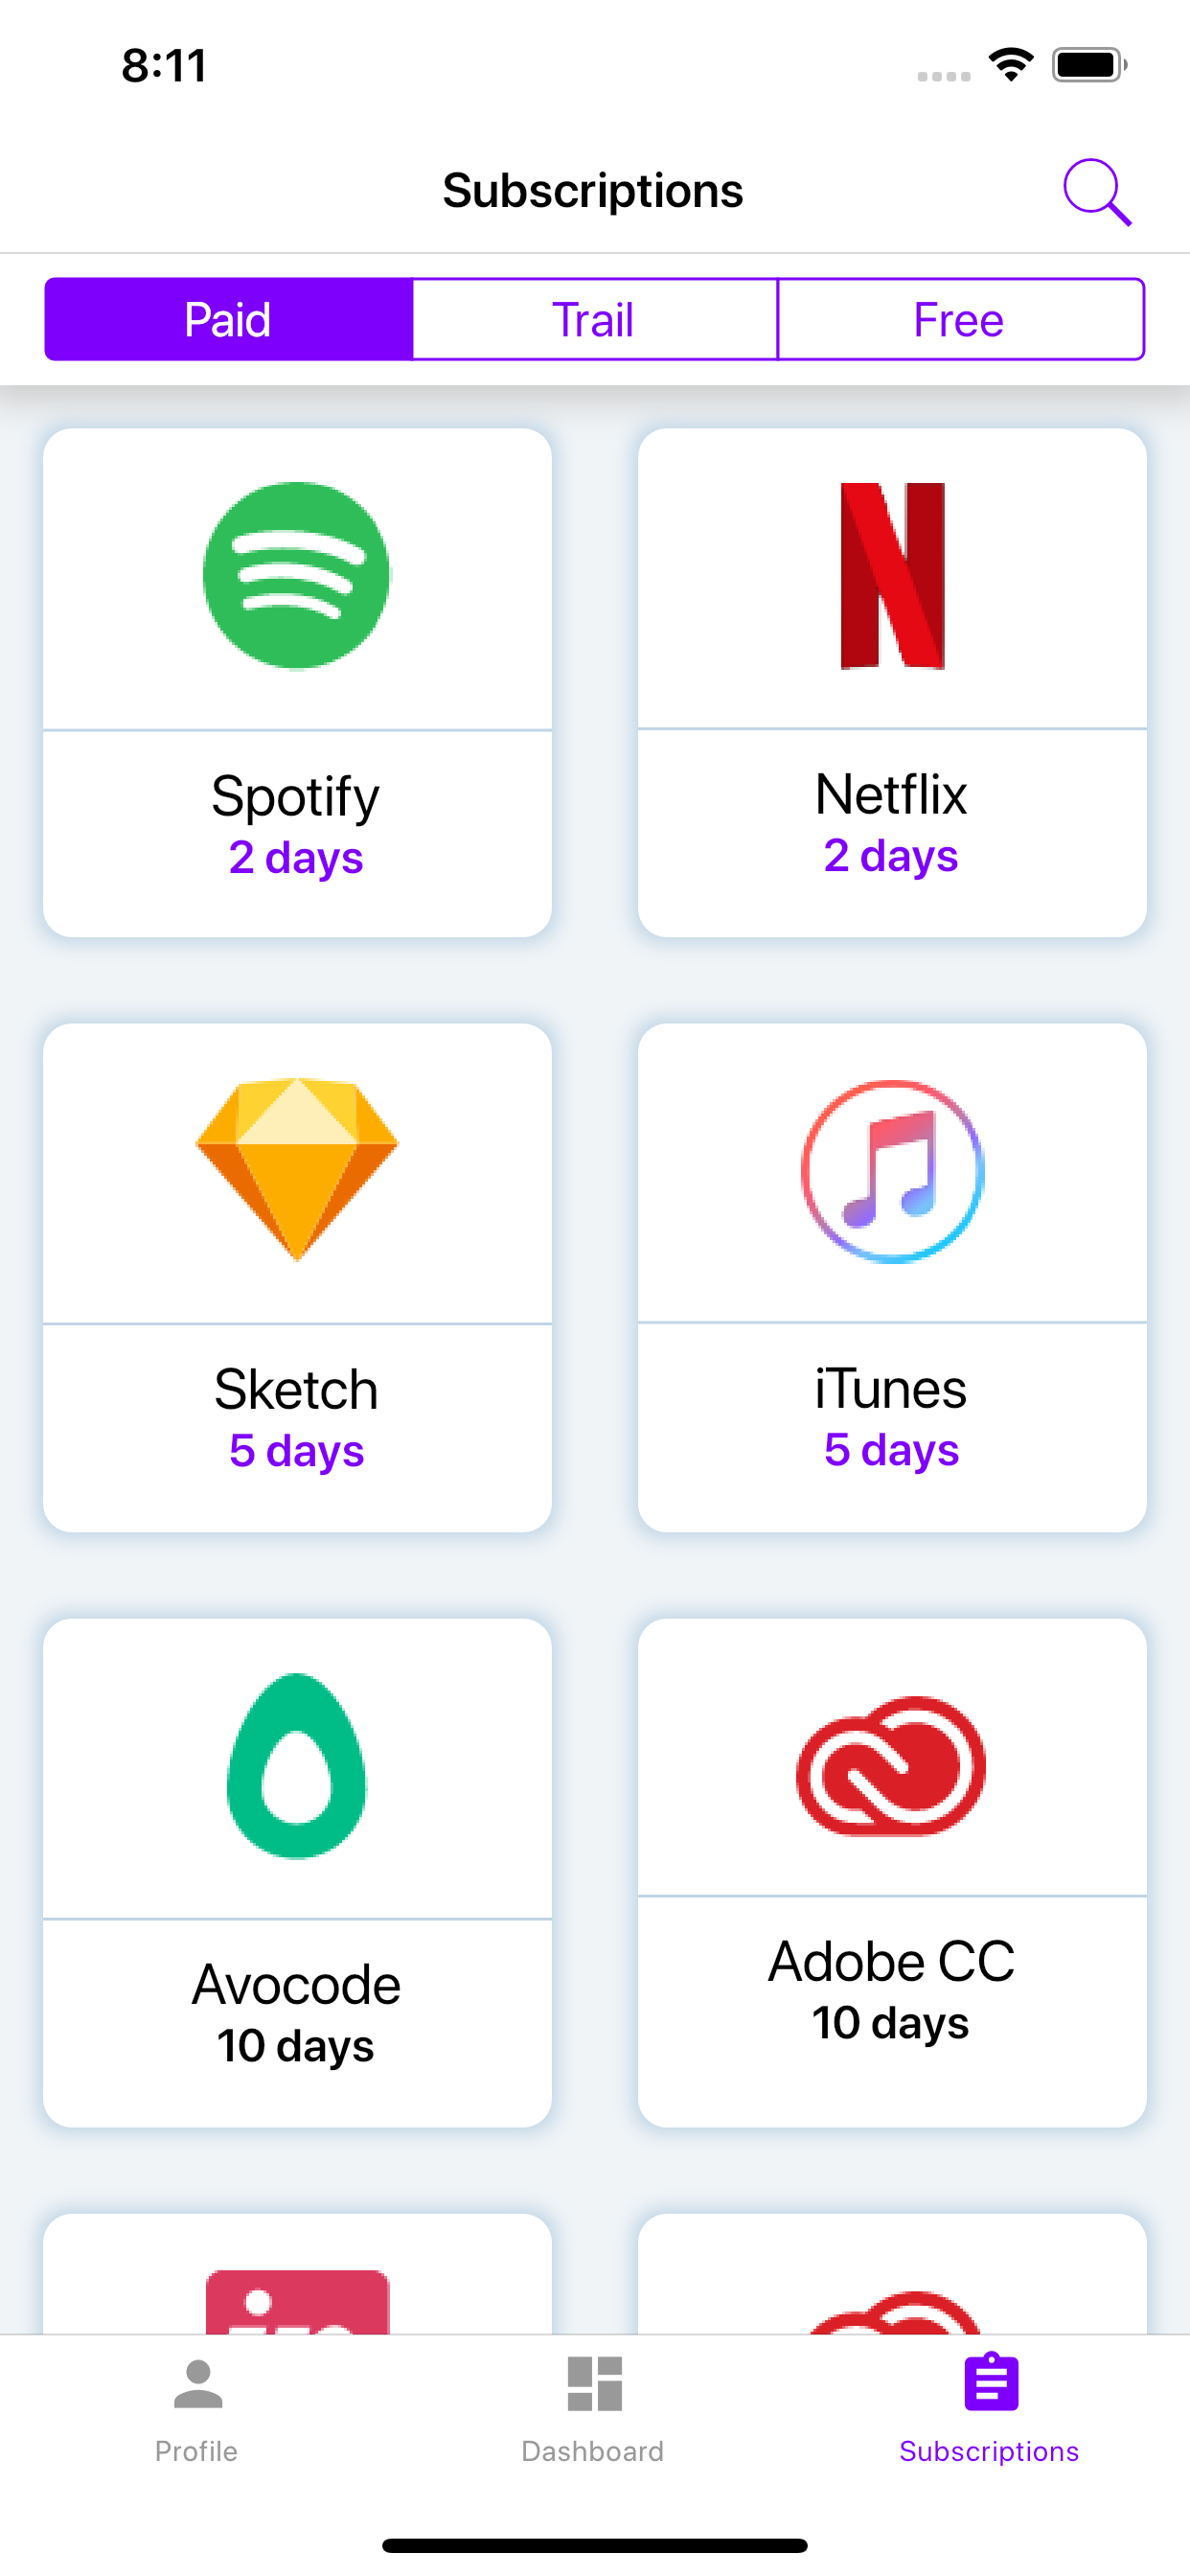 8:11
Subscriptions
Paid
Trail
Free
Spotify
2 days
Netflix
2 days
Sketch
5 days
iTunes
5 days
Avocode
10 days
Adobe CC
10 days
Profile
Dashboard
Subscriptions